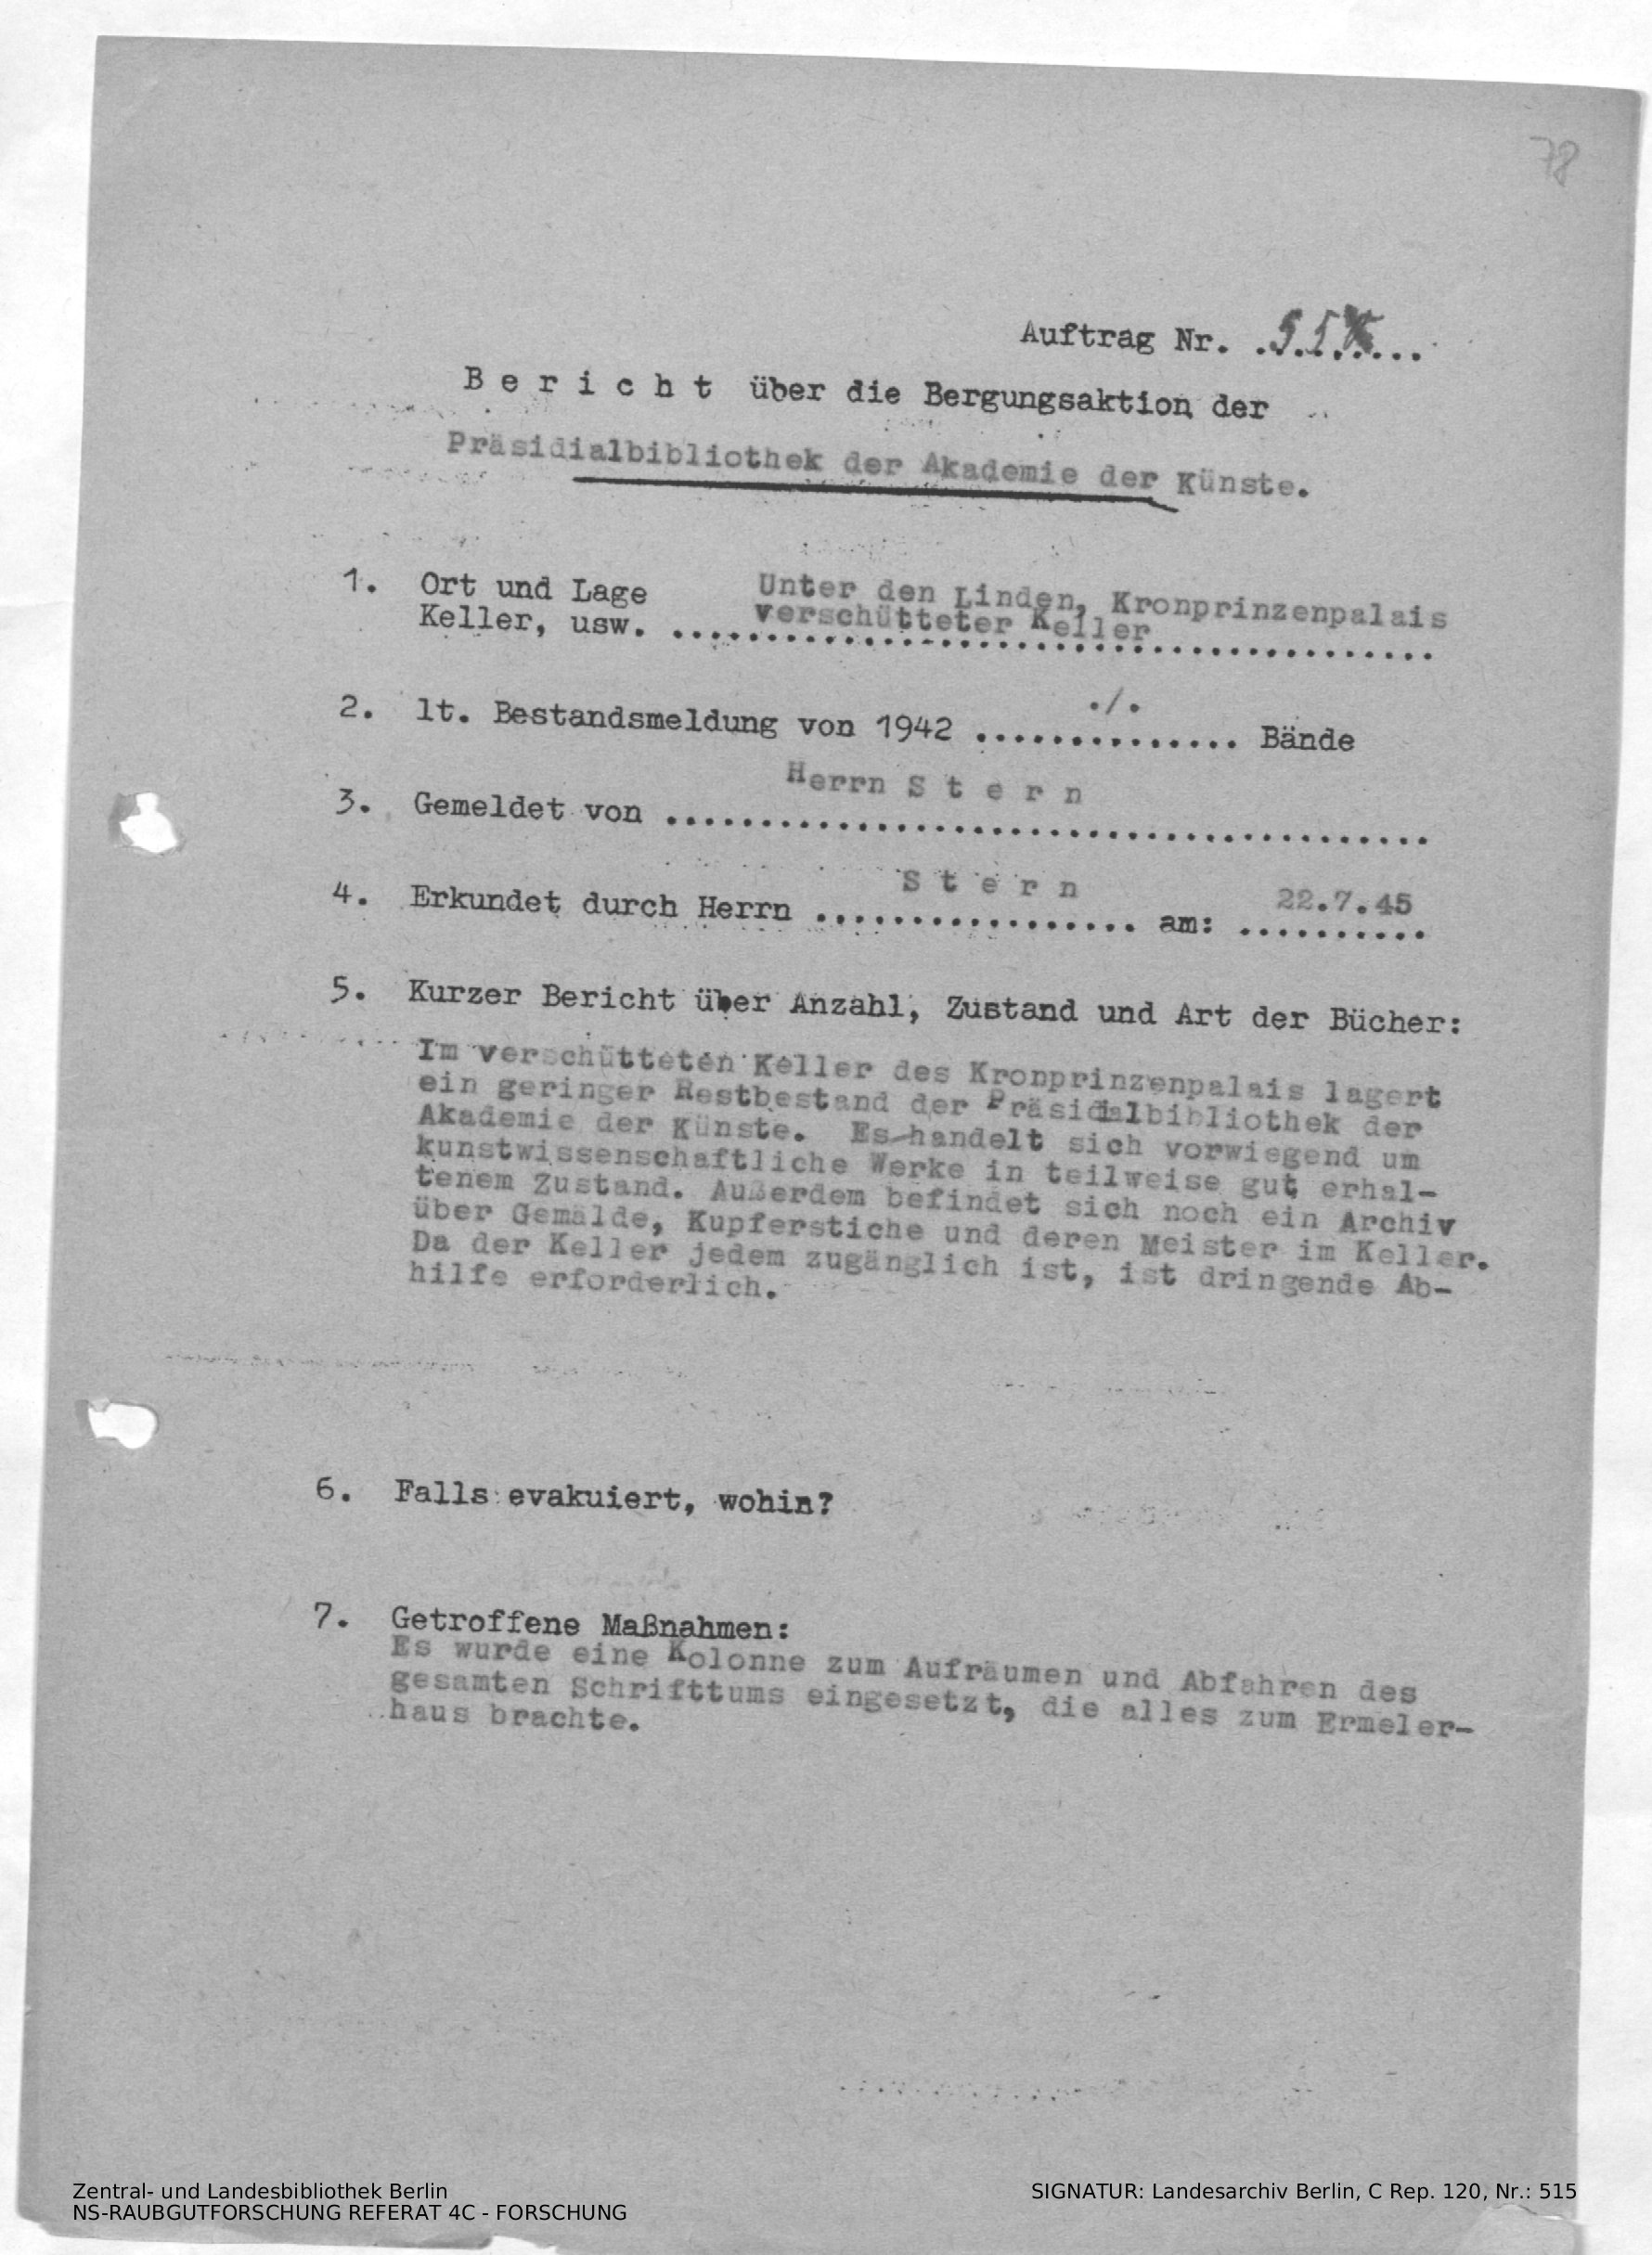 78
Auftrag Nr. ..........
B e r i c h t über die Bergungsaktion der
Präsidialbibliothek der Akademie der Künste.
1. Ort und Lage Unter den Linden, Kronprinzenpalais
Keller, usw. verschütteter Keller
2. lt. Bestandsmeldung von 1942 ./. Bände
3. Gemeldet von Herrn S t e r n
4. Erkundet durch Herrn S t e r n am: 22.7.45
5. Kurzer Bericht über Anzahl, Zustand und Art der Bücher:
Im verschütteten Keller des Kronprinzenpalais lagert
ein geringer Restbestand der Präsidialbibliothek der
Akademie der Künste. Es handelt sich vorwiegend um
kunstwissenschaftliche Werke in teilweise gut erhal-
tenem Zustand. Außerdem befindet sich noch ein Archiv
über Gemälde, Kupferstiche und deren Meister im Keller.
Da der Keller jedem zugänglich ist, ist dringende Ab-
hilfe erforderlich.
6. Falls evakuiert, wohin?
7. Getroffene Maßnahmen:
Es wurde eine Kolonne zum Aufräumen und Abfahren des
gesamten Schrifttums eingesetzt, die alles zum Ermeler-
haus brachte.
Zentral- und Landesbibliothek Berlin
NS-RAUBGUTFORSCHUNG REFERAT 4C - FORSCHUNG
SIGNATUR: Landesarchiv Berlin, C Rep. 120, Nr.: 515